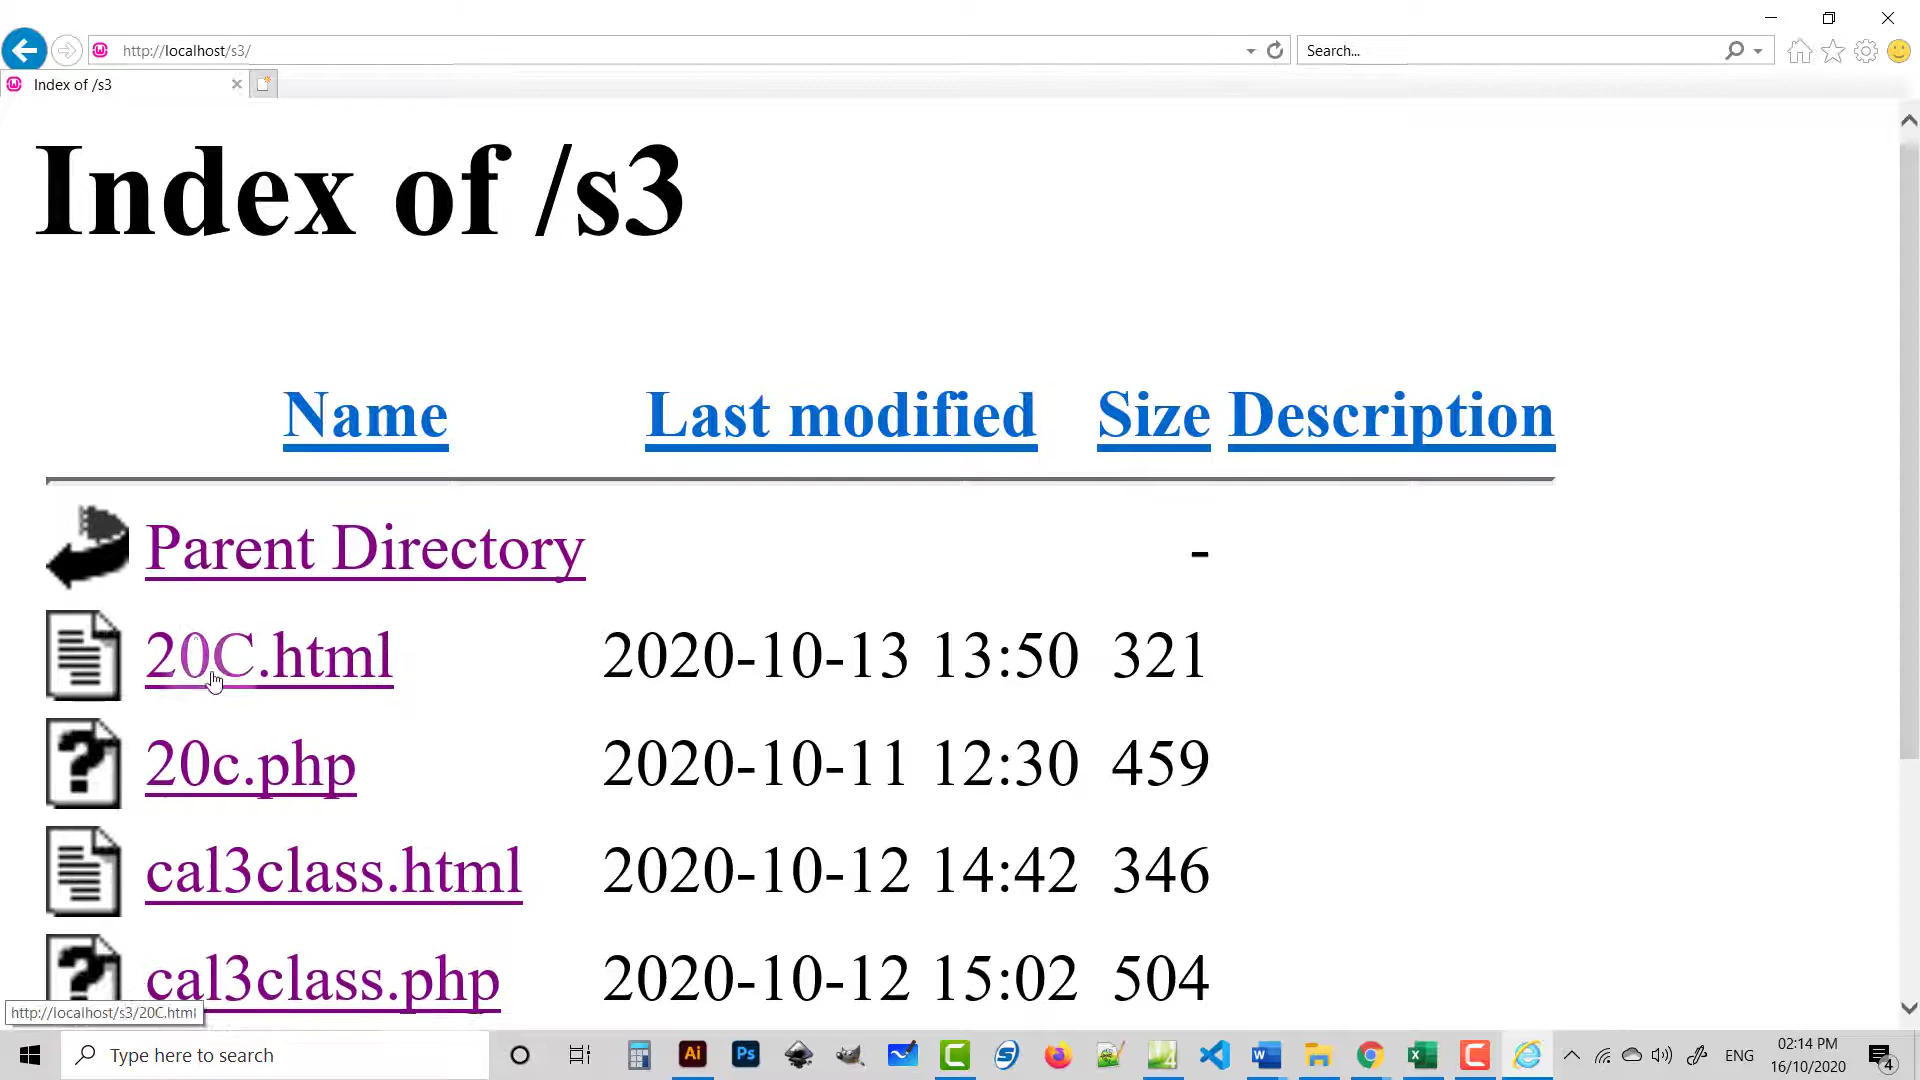 http://localhost/s3/
Search...
Index of /s3
Index of /s3
Name Last modified Size Description
Parent Directory -
20C.html 2020-10-13 13:50 321
20c.php 2020-10-11 12:30 459
cal3class.html 2020-10-12 14:42 346
cal3class.php 2020-10-12 15:02 504
http://localhost/s3/20C.html
Type here to search
Ai
Ps
ENG
02:14 PM
16/10/2020
4